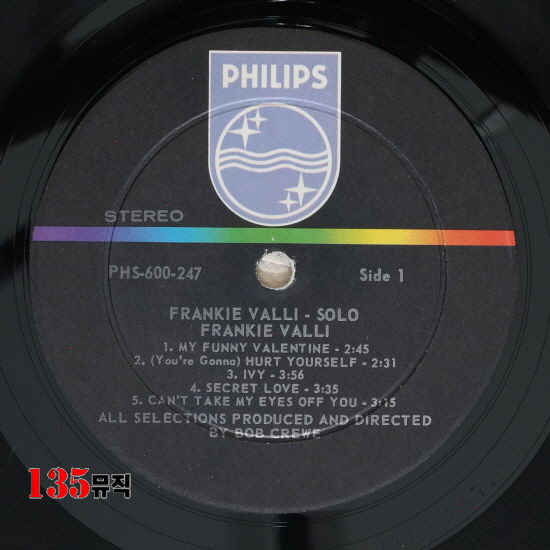 PHILIPS
STEREO
PHS-600-247 Side 1
FRANKIE VALLI - SOLO
FRANKIE VALLI
1. MY FUNNY VALENTINE - 2:45
2. (You're Gonna) HURT YOURSELF - 2:31
3. IVY - 3:56
4. SECRET LOVE - 3:35
5. CAN'T TAKE MY EYES OFF YOU - 3:15
ALL SELECTIONS PRODUCED AND DIRECTED
BY BOB CREWE
135뮤직